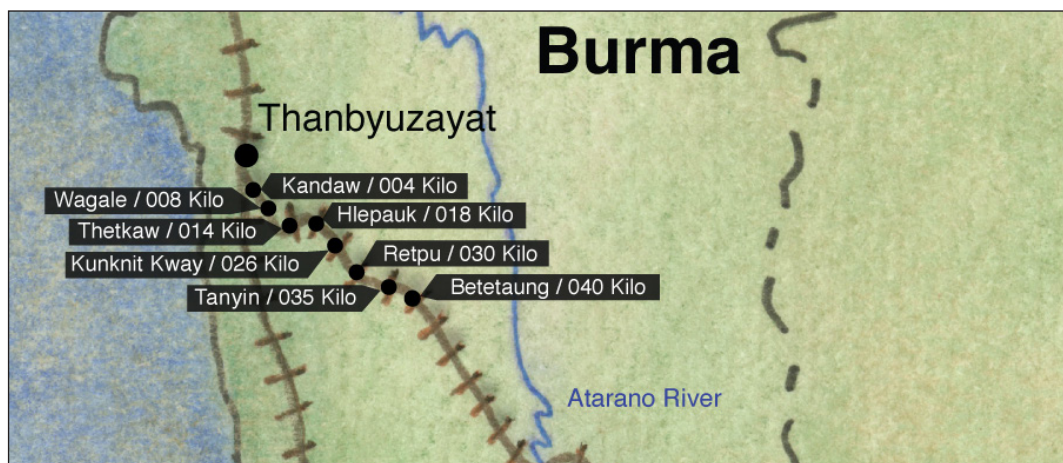 Burma
Thanbyuzayat
Kandaw / 004 Kilo
Wagale / 008 Kilo
Hlepauk / 018 Kilo
Thetkaw / 014 Kilo
Retpu / 030 Kilo
Kunknit Kway / 026 Kilo
Betetaung / 040 Kilo
Tanyin / 035 Kilo
Atarano River